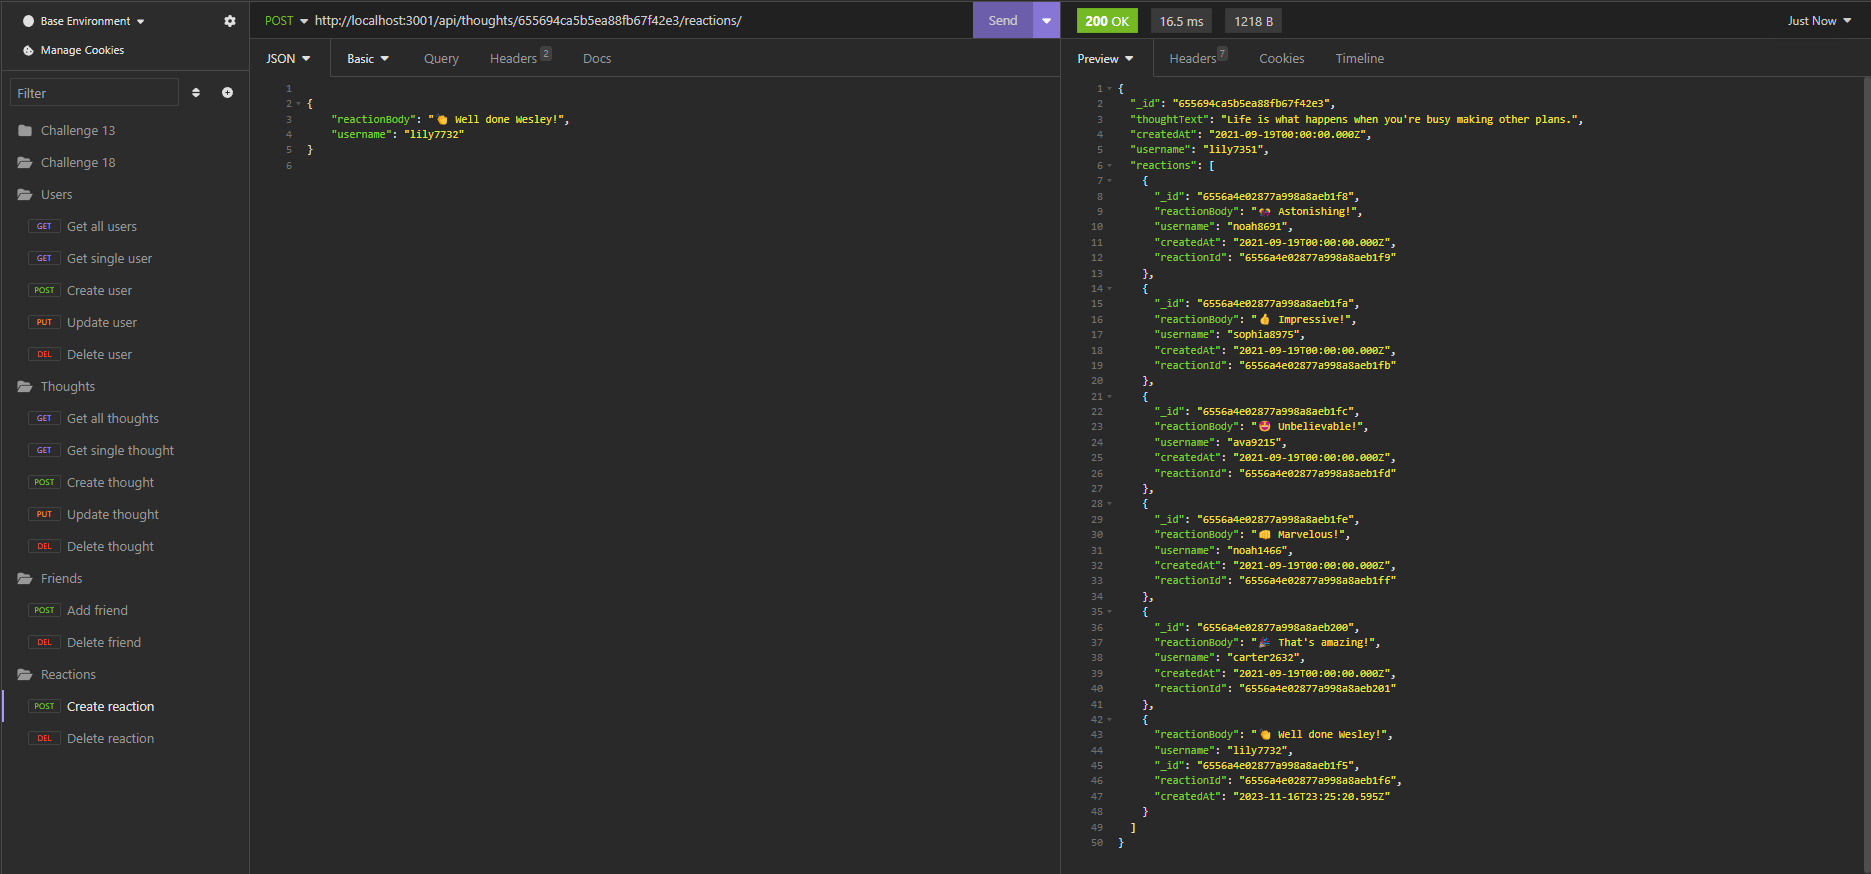 Base Environment
Manage Cookies
Filter
Challenge 13
Challenge 18
Users
GET Get all users
GET Get single user
POST Create user
PUT Update user
DEL Delete user
Thoughts
GET Get all thoughts
GET Get single thought
POST Create thought
PUT Update thought
DEL Delete thought
Friends
POST Add friend
DEL Delete friend
Reactions
POST Create reaction
DEL Delete reaction
POST http://localhost:3001/api/thoughts/655694ca5b5ea88fb67f42e3/reactions/ Send
JSON Basic Query Headers 2 Docs
1
2 {
3 "reactionBody": "👏 Well done Wesley!",
4 "username": "lily7732"
5 }
6
200 OK 16.5 ms 1218 B Just Now
Preview Headers 7 Cookies Timeline
1 {
2 "_id": "655694ca5b5ea88fb67f42e3",
3 "thoughtText": "Life is what happens when you're busy making other plans.",
4 "createdAt": "2021-09-19T00:00:00.000Z",
5 "username": "lily7351",
6 "reactions": [
7 {
8 "_id": "6556a4e02877a998a8aeb1f8",
9 "reactionBody": "Astonishing!",
10 "username": "noah8691",
11 "createdAt": "2021-09-19T00:00:00.000Z",
12 "reactionId": "6556a4e02877a998a8aeb1f9"
13 },
14 {
15 "_id": "6556a4e02877a998a8aeb1fa",
16 "reactionBody": "👍 Impressive!",
17 "username": "sophia8975",
18 "createdAt": "2021-09-19T00:00:00.000Z",
19 "reactionId": "6556a4e02877a998a8aeb1fb"
20 },
21 {
22 "_id": "6556a4e02877a998a8aeb1fc",
23 "reactionBody": "🤩 Unbelievable!",
24 "username": "ava9215",
25 "createdAt": "2021-09-19T00:00:00.000Z",
26 "reactionId": "6556a4e02877a998a8aeb1fd"
27 },
28 {
29 "_id": "6556a4e02877a998a8aeb1fe",
30 "reactionBody": "👊 Marvelous!",
31 "username": "noah1466",
32 "createdAt": "2021-09-19T00:00:00.000Z",
33 "reactionId": "6556a4e02877a998a8aeb1ff"
34 },
35 {
36 "_id": "6556a4e02877a998a8aeb200",
37 "reactionBody": "🎉 That's amazing!",
38 "username": "carter2632",
39 "createdAt": "2021-09-19T00:00:00.000Z",
40 "reactionId": "6556a4e02877a998a8aeb201"
41 },
42 {
43 "reactionBody": "👏 Well done Wesley!",
44 "username": "lily7732",
45 "_id": "6556a4e02877a998a8aeb1f5",
46 "reactionId": "6556a4e02877a998a8aeb1f6",
47 "createdAt": "2023-11-16T23:25:20.595Z"
48 }
49 ]
50 }